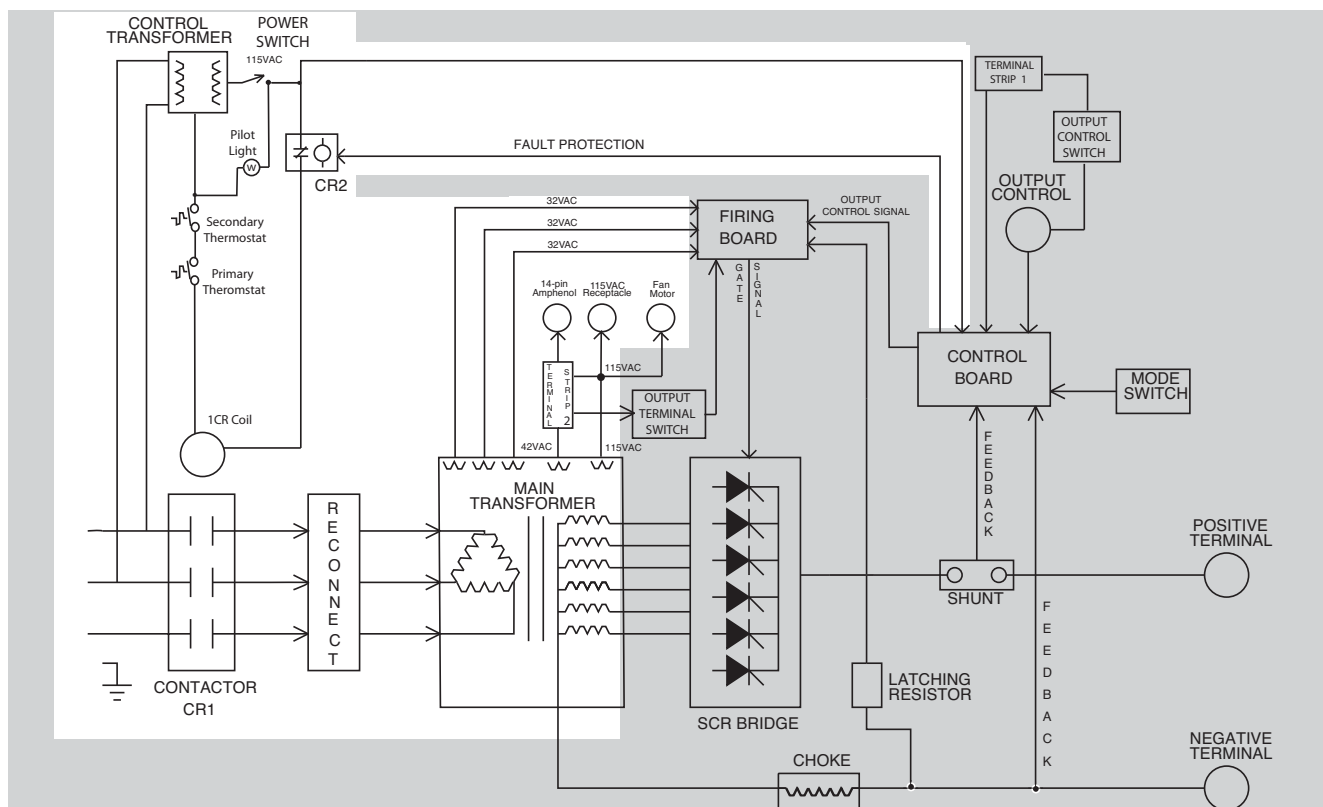 CONTROL
TRANSFORMER
POWER
SWITCH
115VAC
Pilot
Light
W
CR2
FAULT PROTECTION
Secondary
Thermostat
Primary
Theromstat
1CR Coil
32VAC
32VAC
32VAC
FIRING
BOARD
OUTPUT
CONTROL SIGNAL
TERMINAL
STRIP 1
OUTPUT
CONTROL
SWITCH
OUTPUT
CONTROL
14-pin
Amphenol
115VAC
Receptacle
Fan
Motor
GATE
SIGNAL
TERMINAL
STRIP 2
115VAC
OUTPUT
TERMINAL
SWITCH
42VAC
115VAC
CONTROL
BOARD
MODE
SWITCH
MAIN
TRANSFORMER
RECONNECT
CONTACTOR
CR1
SCR BRIDGE
FEEDBACK
SHUNT
FEEDBACK
POSITIVE
TERMINAL
LATCHING
RESISTOR
CHOKE
NEGATIVE
TERMINAL